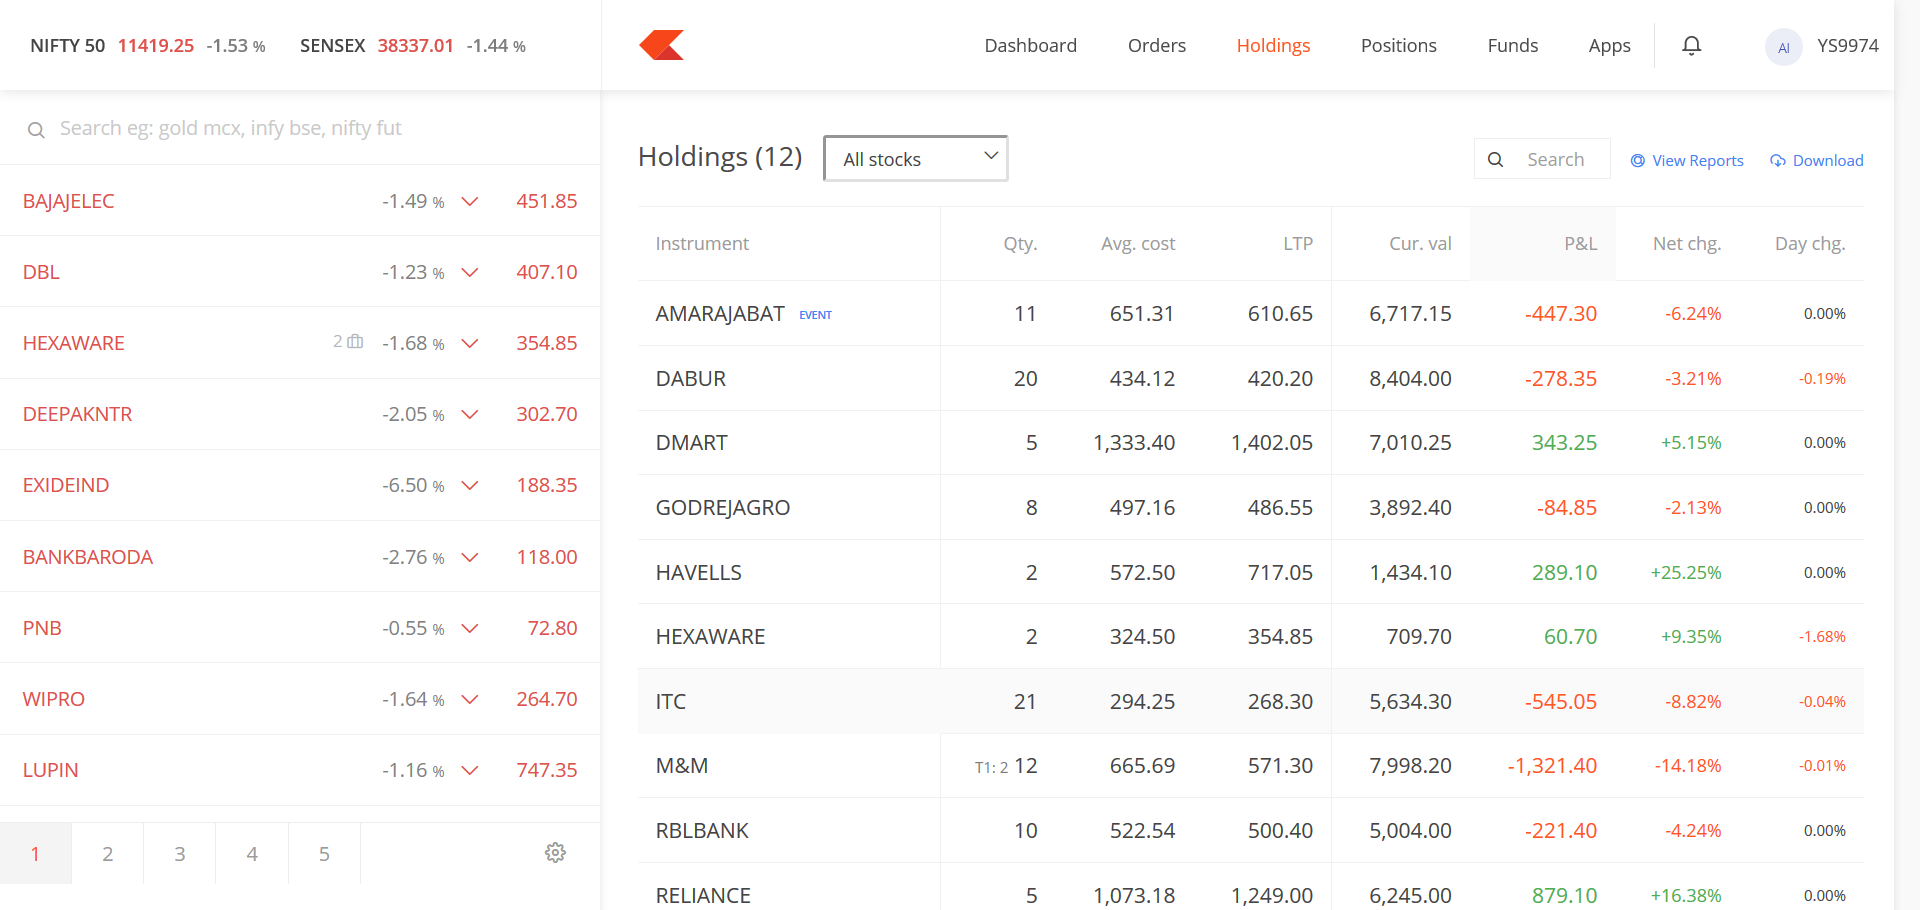 NIFTY 50 11419.25 -1.53 % SENSEX 38337.01 -1.44 %
Dashboard Orders Holdings Positions Funds Apps AI YS9974
Search eg: gold mcx, infy bse, nifty fut
BAJAJELEC -1.49 % 451.85
DBL -1.23 % 407.10
HEXAWARE 2 -1.68 % 354.85
DEEPAKNTR -2.05 % 302.70
EXIDEIND -6.50 % 188.35
BANKBARODA -2.76 % 118.00
PNB -0.55 % 72.80
WIPRO -1.64 % 264.70
LUPIN -1.16 % 747.35
1 2 3 4 5
Holdings (12) All stocks Search View Reports Download
Instrument Qty. Avg. cost LTP Cur. val P&L Net chg. Day chg.
AMARAJABAT EVENT 11 651.31 610.65 6,717.15 -447.30 -6.24% 0.00%
DABUR 20 434.12 420.20 8,404.00 -278.35 -3.21% -0.19%
DMART 5 1,333.40 1,402.05 7,010.25 343.25 +5.15% 0.00%
GODREJAGRO 8 497.16 486.55 3,892.40 -84.85 -2.13% 0.00%
HAVELLS 2 572.50 717.05 1,434.10 289.10 +25.25% 0.00%
HEXAWARE 2 324.50 354.85 709.70 60.70 +9.35% -1.68%
ITC 21 294.25 268.30 5,634.30 -545.05 -8.82% -0.04%
M&M T1: 2 12 665.69 571.30 7,998.20 -1,321.40 -14.18% -0.01%
RBLBANK 10 522.54 500.40 5,004.00 -221.40 -4.24% 0.00%
RELIANCE 5 1,073.18 1,249.00 6,245.00 879.10 +16.38% 0.00%